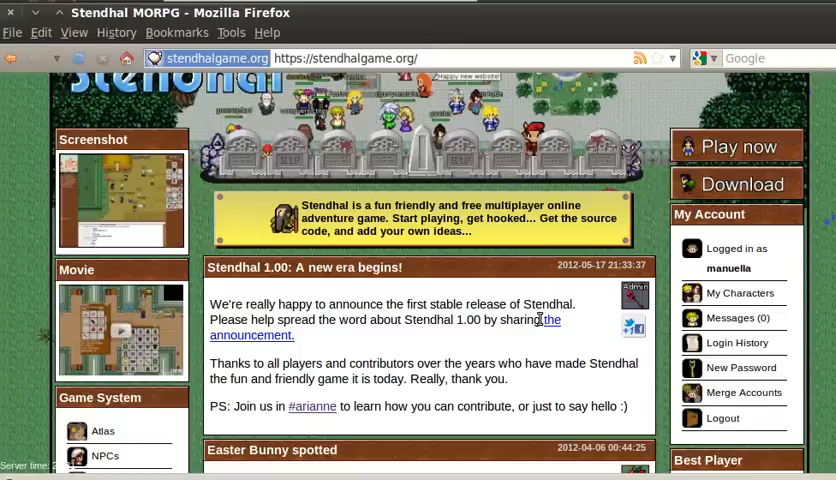 Stendhal MORPG - Mozilla Firefox
File Edit View History Bookmarks Tools Help
stendhalgame.org https://stendhalgame.org/
Google
Stendhal
Happy new website!
Screenshot
Movie
Game System
Atlas
NPCs
R.I.P.
Stendhal is a fun friendly and free multiplayer online
adventure game. Start playing, get hooked... Get the source
code, and add your own ideas...
Stendhal 1.00: A new era begins! 2012-05-17 21:33:37
Admin
We're really happy to announce the first stable release of Stendhal.
Please help spread the word about Stendhal 1.00 by sharing the
announcement.
Thanks to all players and contributors over the years who have made Stendhal
the fun and friendly game it is today. Really, thank you.
PS: Join us in #arianne to learn how you can contribute, or just to say hello :)
Easter Bunny spotted 2012-04-06 00:44:25
Play now
Download
My Account
Logged in as
manuella
My Characters
Messages (0)
Login History
New Password
Merge Accounts
Logout
Best Player
Server time: